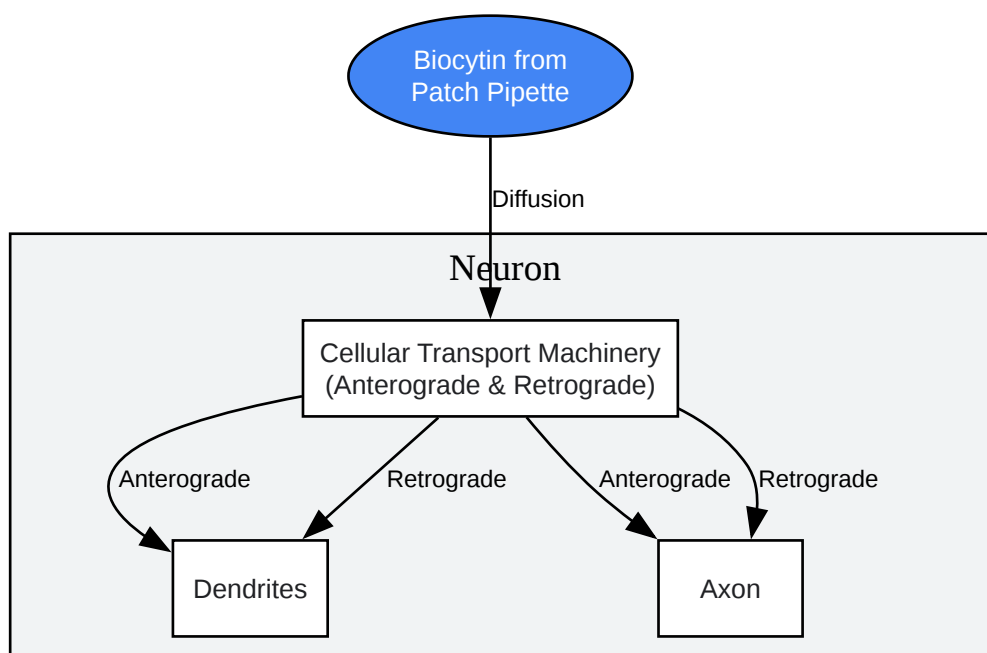 Biocytin from
Patch Pipette
Diffusion
Neuron
Cellular Transport Machinery
(Anterograde & Retrograde)
Anterograde
Retrograde
Anterograde
Retrograde
Dendrites
Axon